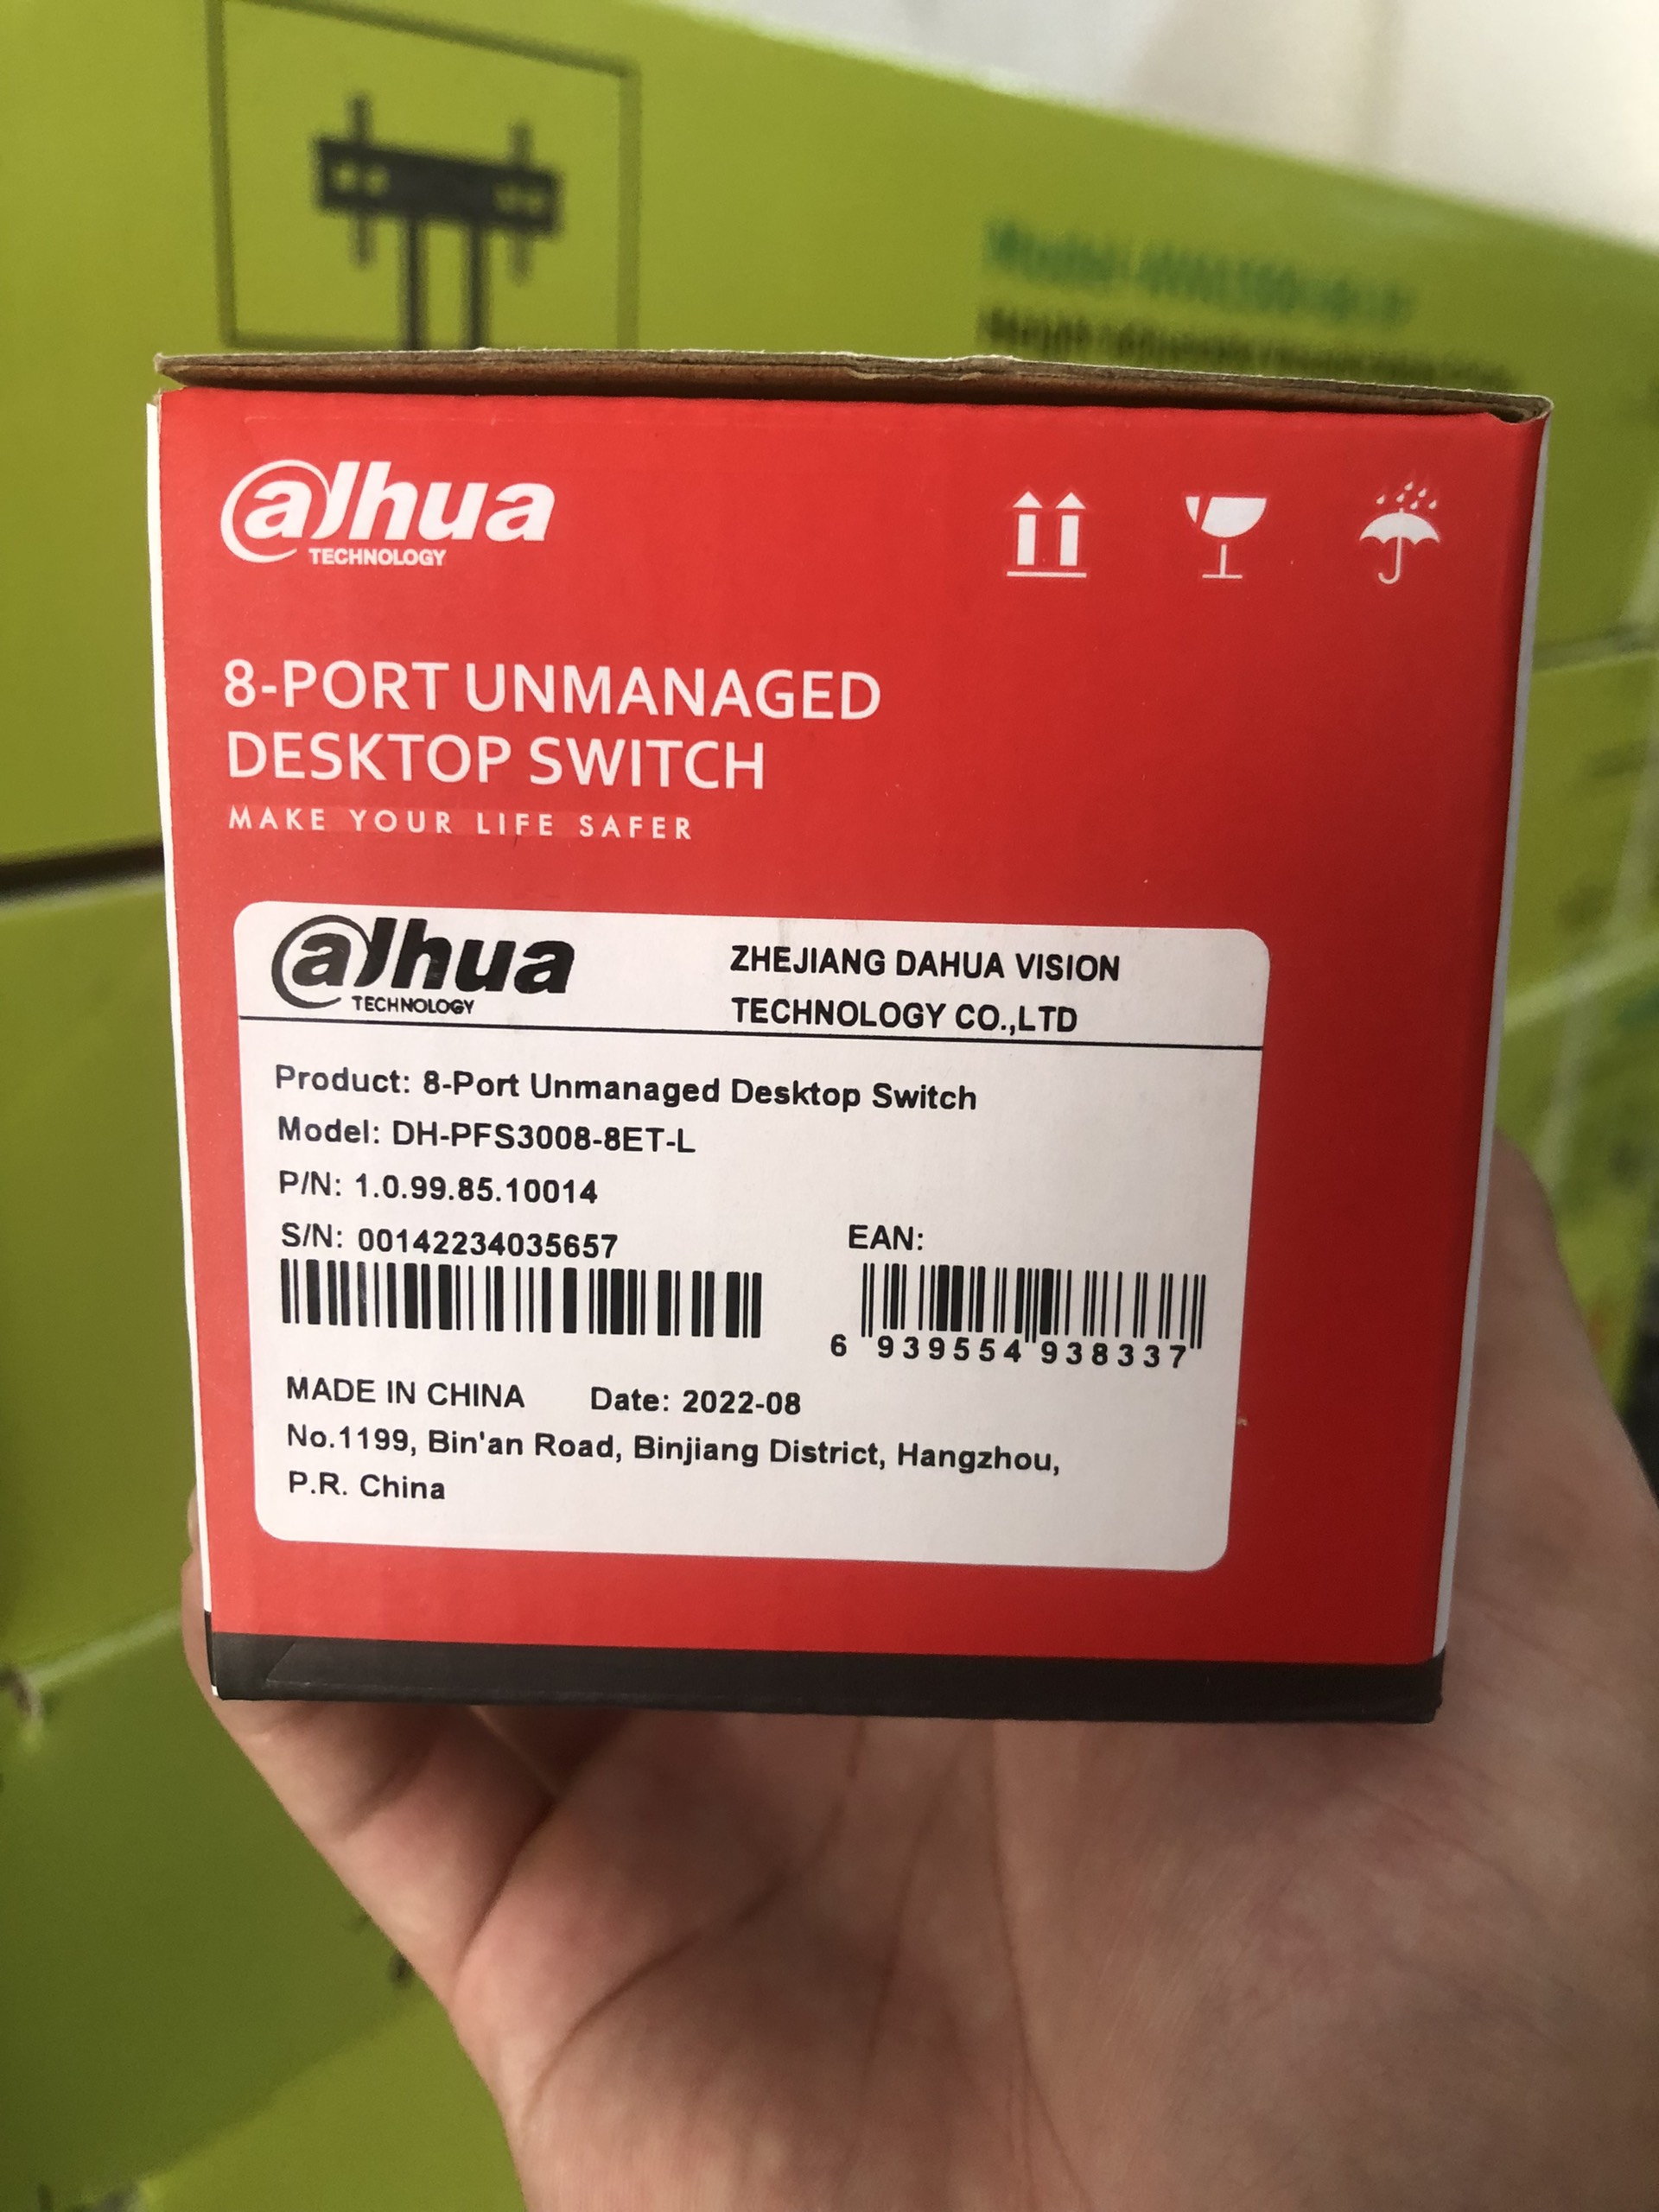 alhua
TECHNOLOGY
8-PORT UNMANAGED
DESKTOP SWITCH
MAKE YOUR LIFE SAFER
alhua
TECHNOLOGY
ZHEJIANG DAHUA VISION
TECHNOLOGY CO.,LTD
Product: 8-Port Unmanaged Desktop Switch
Model: DH-PFS3008-8ET-L
P/N: 1.0.99.85.10014
S/N: 00142234035657
EAN:
6 939554 938337
MADE IN CHINA Date: 2022-08
No.1199, Bin'an Road, Binjiang District, Hangzhou,
P.R. China